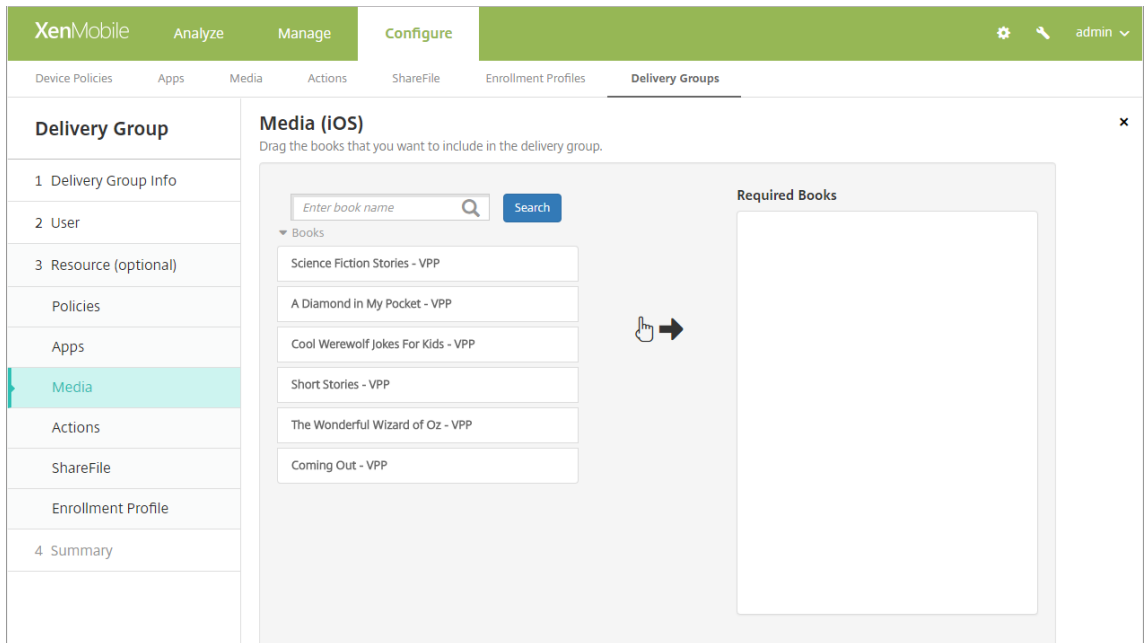 XenMobile Analyze Manage Configure admin
Device Policies Apps Media Actions ShareFile Enrollment Profiles Delivery Groups
Delivery Group
1 Delivery Group Info
2 User
3 Resource (optional)
Policies
Apps
Media
Actions
ShareFile
Enrollment Profile
4 Summary
Media (iOS)
Drag the books that you want to include in the delivery group.
Enter book name Search
Books
Science Fiction Stories - VPP
A Diamond in My Pocket - VPP
Cool Werewolf Jokes For Kids - VPP
Short Stories - VPP
The Wonderful Wizard of Oz - VPP
Coming Out - VPP
Required Books